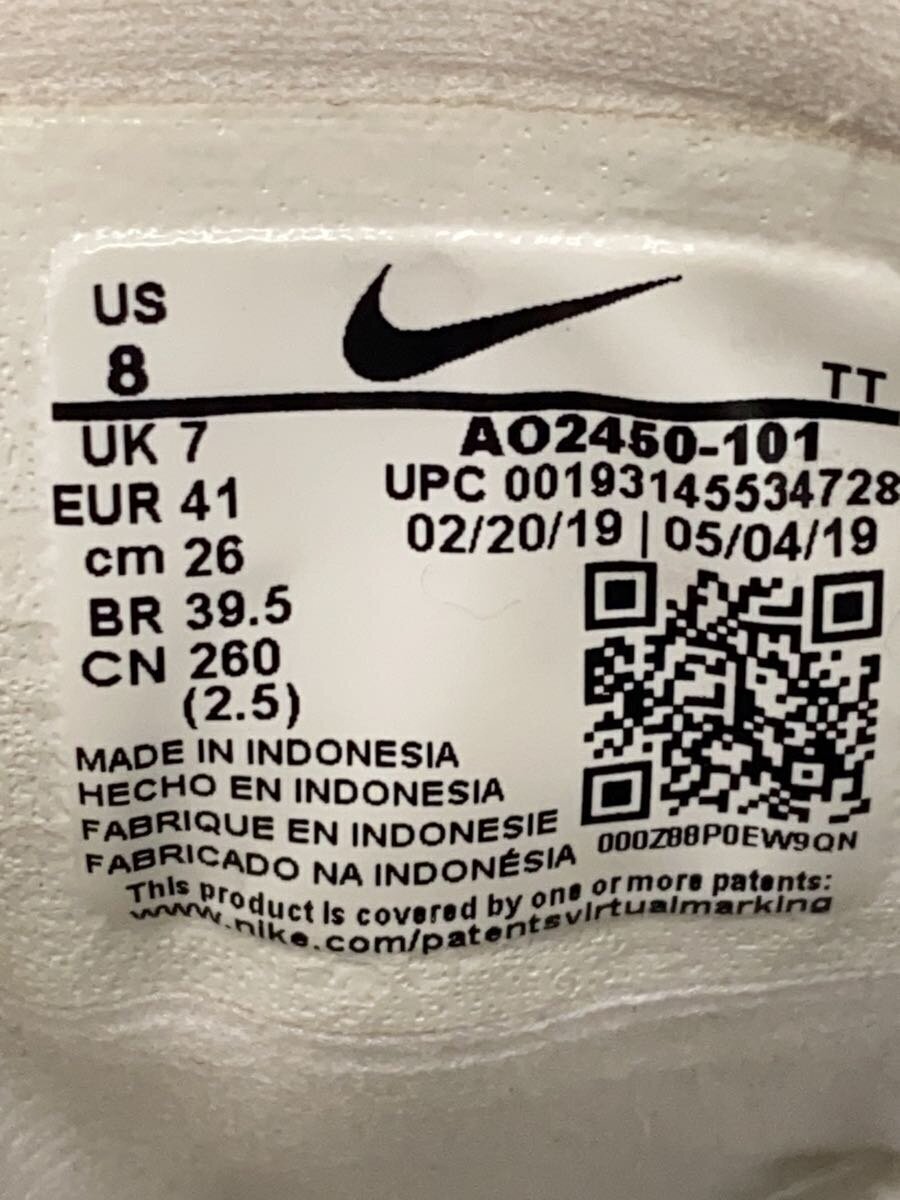 US
8
TT
UK 7
EUR 41
cm 26
BR 39.5
CN 260
(2.5)
AO2450-101
UPC 00193145534728
02/20/19 | 05/04/19
000Z88P0EW9QN
MADE IN INDONESIA
HECHO EN INDONESIA
FABRIQUE EN INDONESIE
FABRICADO NA INDONÉSIA
This product is covered by one or more patents:
www.nike.com/patentsvirtualmarking